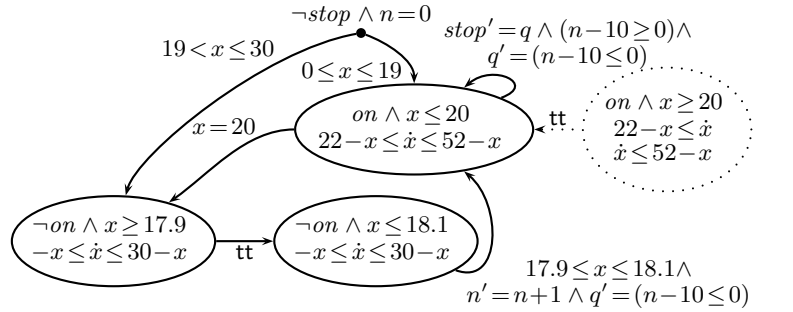 ¬stop ∧ n=0
19<x≤30
0≤x≤19
stop′=q ∧ (n−10≥0)∧
q′=(n−10≤0)
on ∧ x≤20
22−x≤ẋ≤52−x
tt
on ∧ x≥20
22−x≤ẋ
ẋ≤52−x
x=20
¬on ∧ x≥17.9
−x≤ẋ≤30−x
tt
¬on ∧ x≤18.1
−x≤ẋ≤30−x
17.9≤x≤18.1∧
n′=n+1 ∧ q′=(n−10≤0)